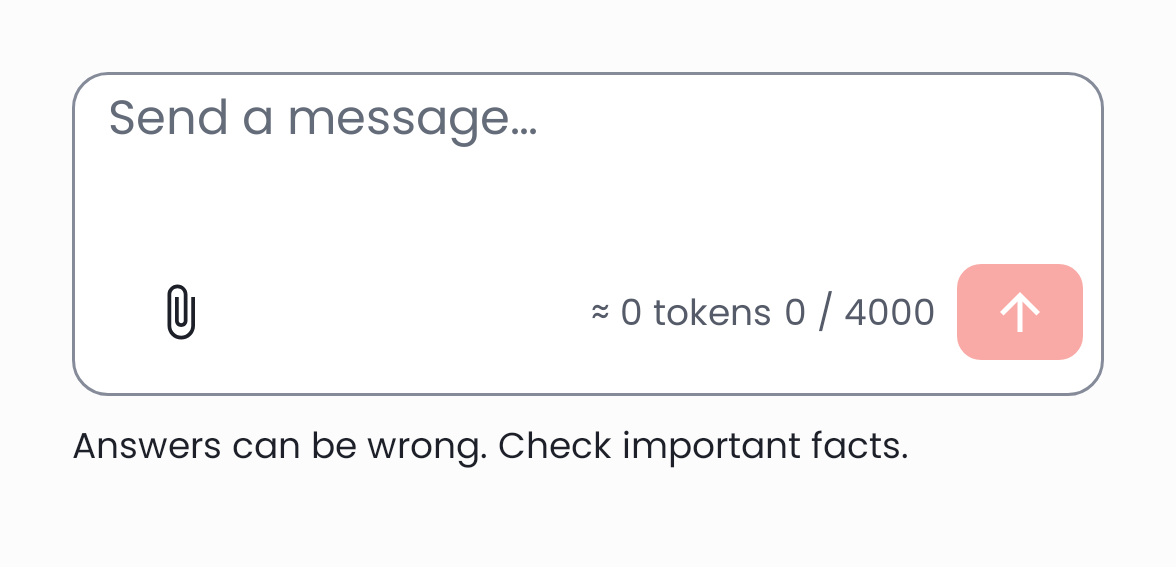 Send a message…
≈ 0 tokens 0 / 4000
Answers can be wrong. Check important facts.